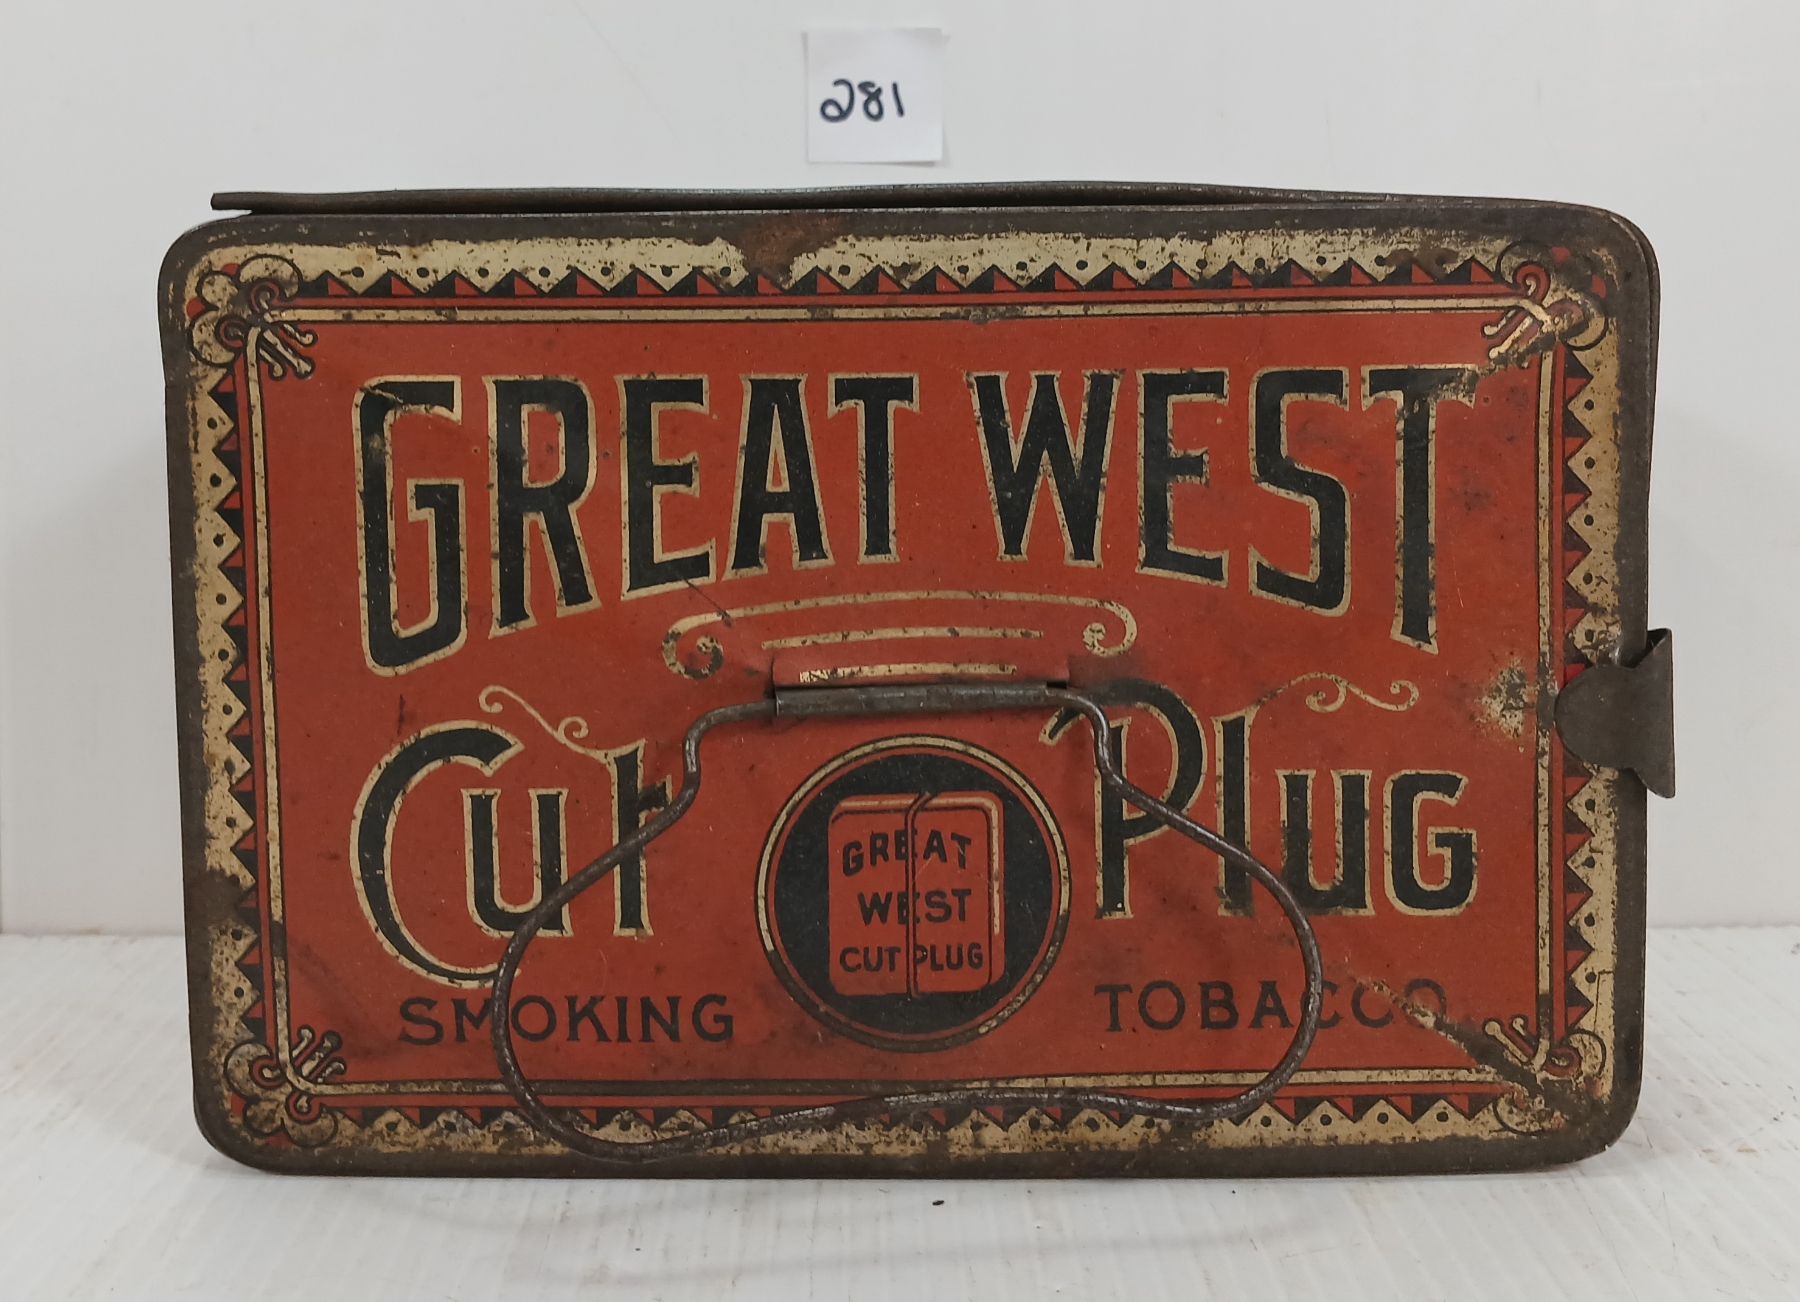 281
GREAT WEST
Cut Plug
GREAT
WEST
CUT PLUG
SMOKING TOBACCO